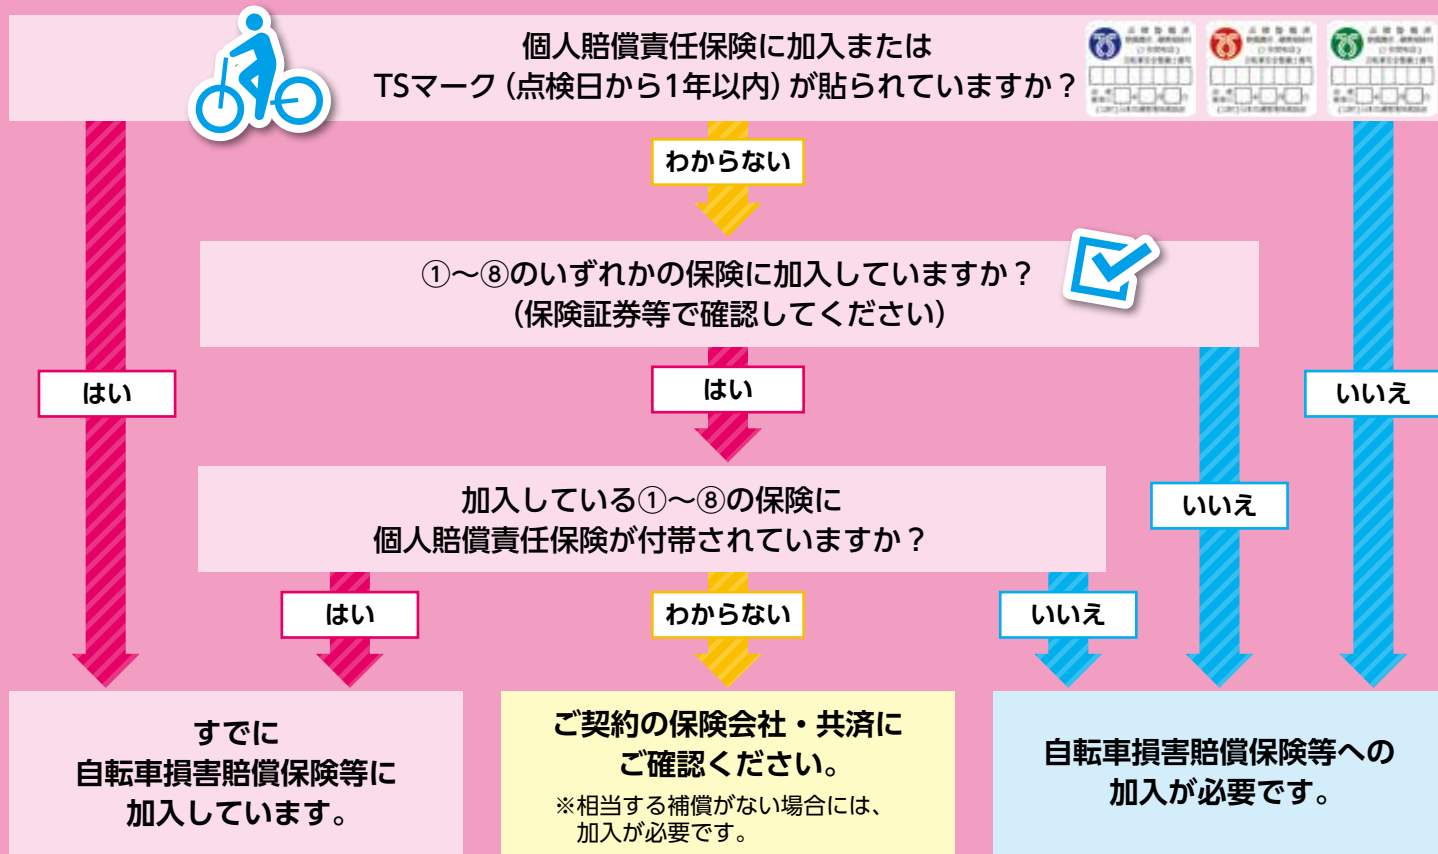 個人賠償責任保険に加入または
TSマーク（点検日から1年以内）が貼られていますか？
わからない
①～⑧のいずれかの保険に加入していますか？
（保険証券等で確認してください）
はい
はい
いいえ
いいえ
加入している①～⑧の保険に
個人賠償責任保険が付帯されていますか？
はい
わからない
いいえ
すでに
自転車損害賠償保険等に
加入しています。
ご契約の保険会社・共済に
ご確認ください。
※相当する補償がない場合には、
加入が必要です。
自転車損害賠償保険等への
加入が必要です。